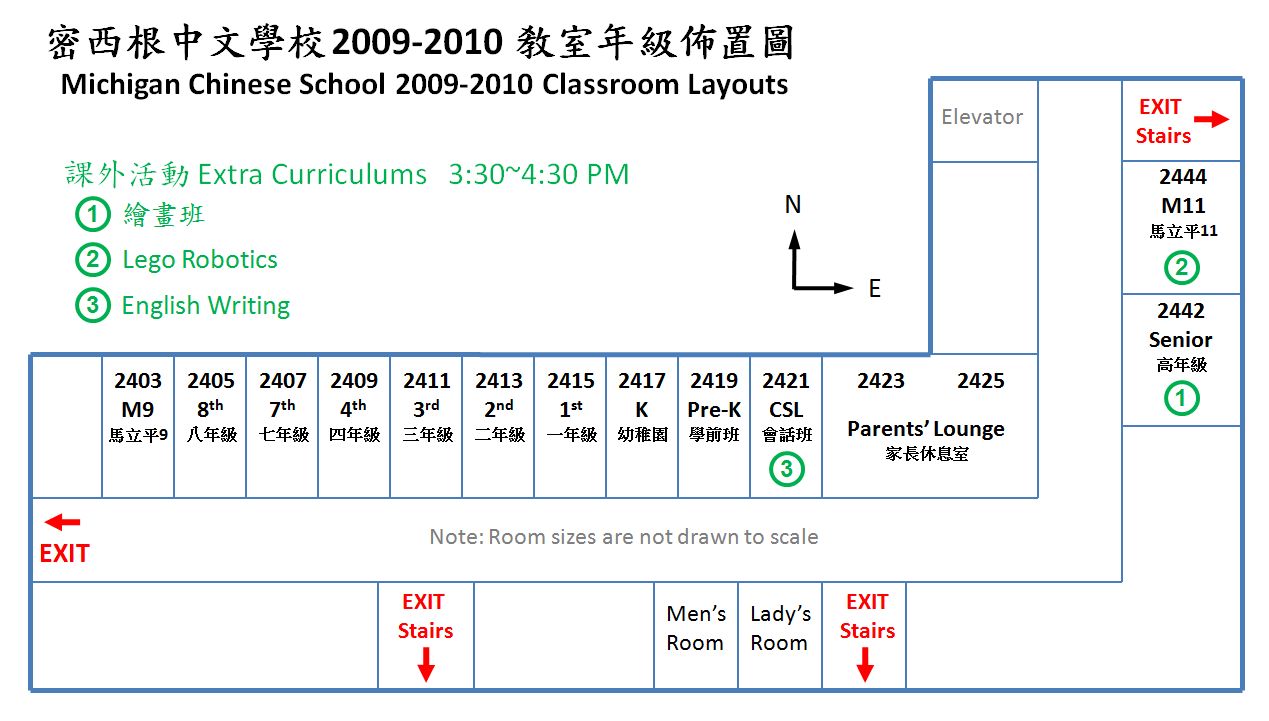 密西根中文學校 2009-2010 教室年級佈置圖
Michigan Chinese School 2009-2010 Classroom Layouts
課外活動 Extra Curriculums 3:30~4:30 PM
1 繪畫班
2 Lego Robotics
3 English Writing
N
E
Elevator
EXIT
Stairs
2444
M11
馬立平11
2
2442
Senior
高年級
1
2403
M9
馬立平9
2405
8th
八年級
2407
7th
七年級
2409
4th
四年級
2411
3rd
三年級
2413
2nd
二年級
2415
1st
一年級
2417
K
幼稚園
2419
Pre-K
學前班
2421
CSL
會話班
3
2423 2425
Parents’ Lounge
家長休息室
EXIT
Note: Room sizes are not drawn to scale
EXIT
Stairs
Men’s
Room
Lady’s
Room
EXIT
Stairs